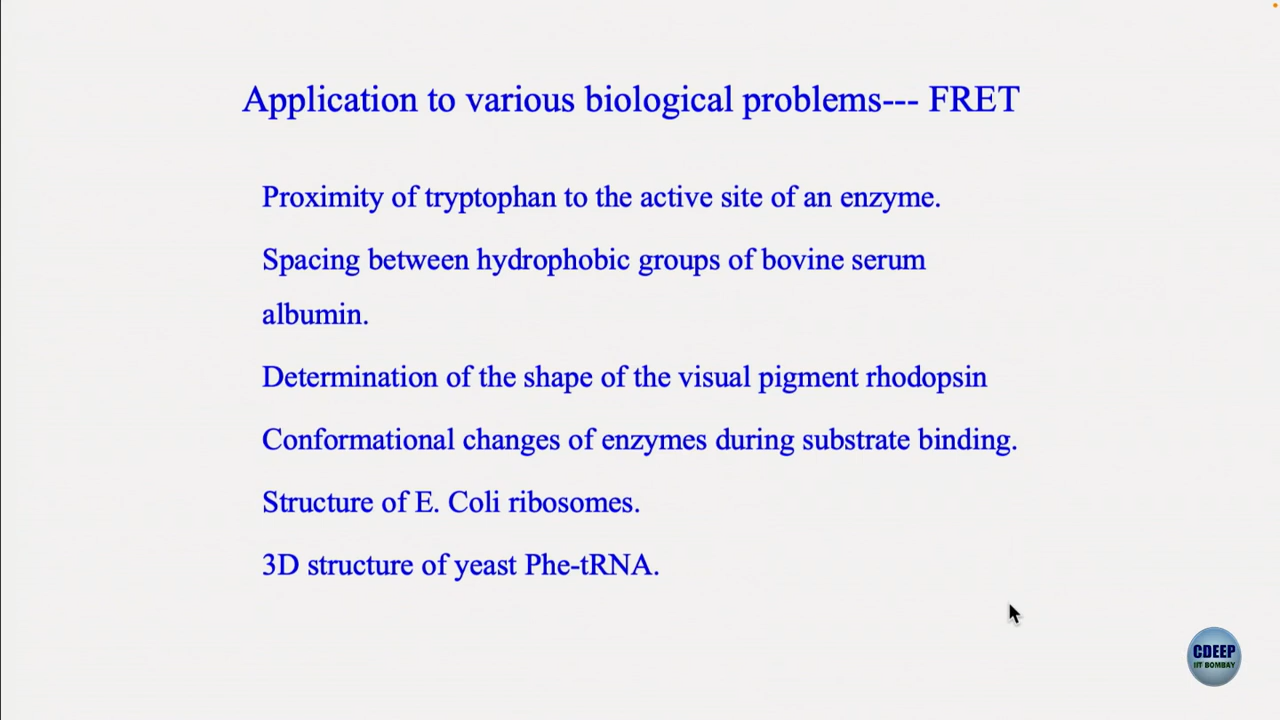 Application to various biological problems--- FRET
Proximity of tryptophan to the active site of an enzyme.
Spacing between hydrophobic groups of bovine serum
albumin.
Determination of the shape of the visual pigment rhodopsin
Conformational changes of enzymes during substrate binding.
Structure of E. Coli ribosomes.
3D structure of yeast Phe-tRNA.
CDEEP
IIT BOMBAY